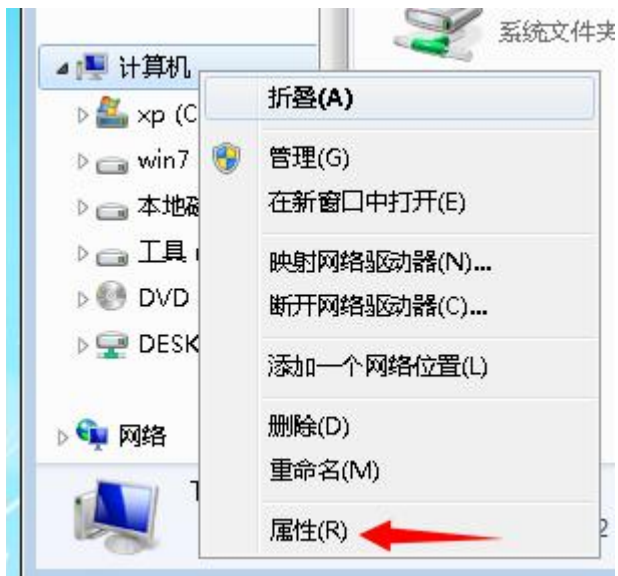 系统文件夹
计算机
折叠(A)
xp (C
管理(G)
win7
在新窗口中打开(E)
本地磁
工具
映射网络驱动器(N)...
DVD
断开网络驱动器(C)...
DESK
添加一个网络位置(L)
网络
删除(D)
重命名(M)
属性(R)
2